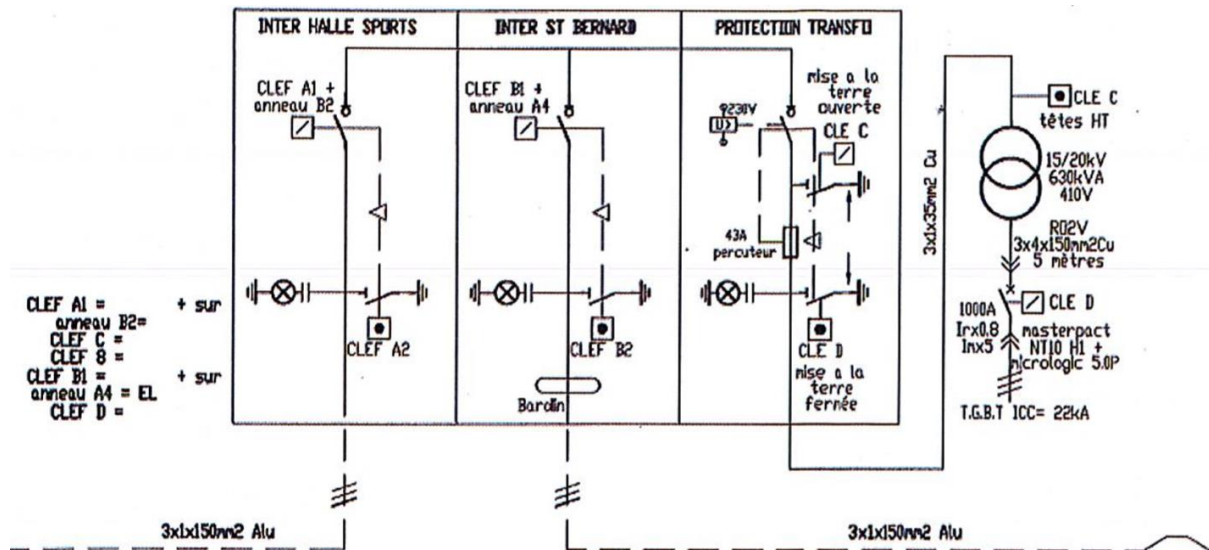 INTER HALLE SPORTS
INTER ST BERNARD
PROTECTION TRANSFO
CLEF A1 +
anneau B2
CLEF B1 +
anneau A4
mise a la
terre
ouverte
CLE C
230V
U>
43A
percuteur
CLEF A2
CLEF B2
CLE D
mise a la
terre
fernée
Bardin
CLEF A1 = + sur
anneau B2=
CLEF C =
CLEF 8 =
CLEF B1 = + sur
anneau A4 = EL
CLEF D =
3x1x150mm2 Alu
3x1x150mm2 Alu
3x1x35mm2 Cu
CLE C
têtes HT
15/20kV
630kVA
410V
RO2V
3x4x150mm2Cu
5 mètres
1000A
Irx0.8
Imx5
CLE D
masterpact
NT10 H1 +
micrologic 5.0P
T.G.B.T ICC= 22kA